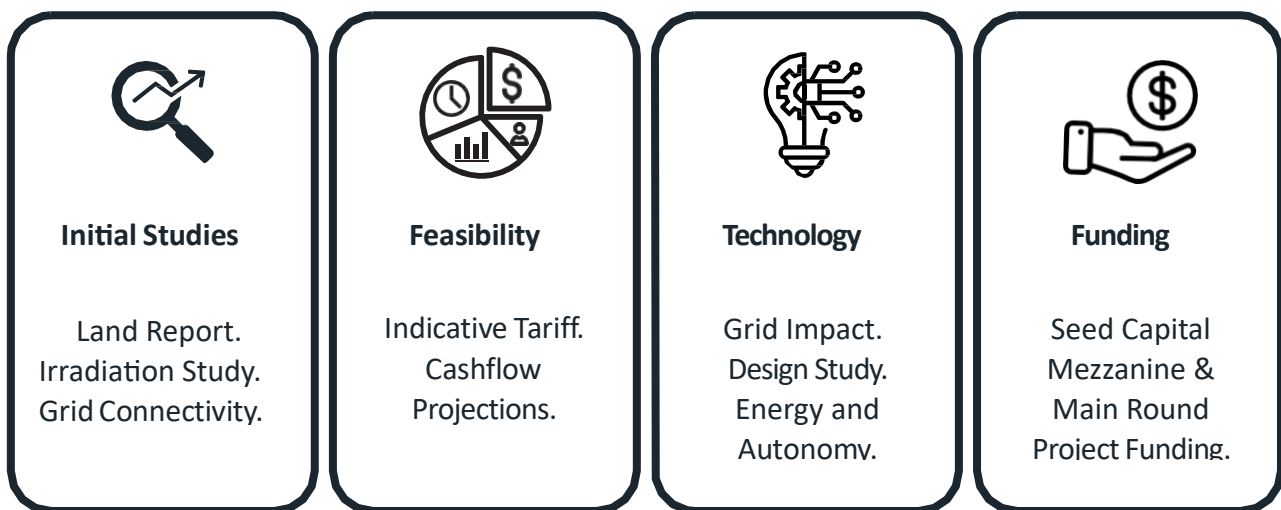 Initial Studies
Land Report.
Irradiation Study.
Grid Connectivity.
Feasibility
Indicative Tariff.
Cashflow
Projections.
Technology
Grid Impact.
Design Study.
Energy and
Autonomy.
Funding
Seed Capital
Mezzanine &
Main Round
Project Funding.